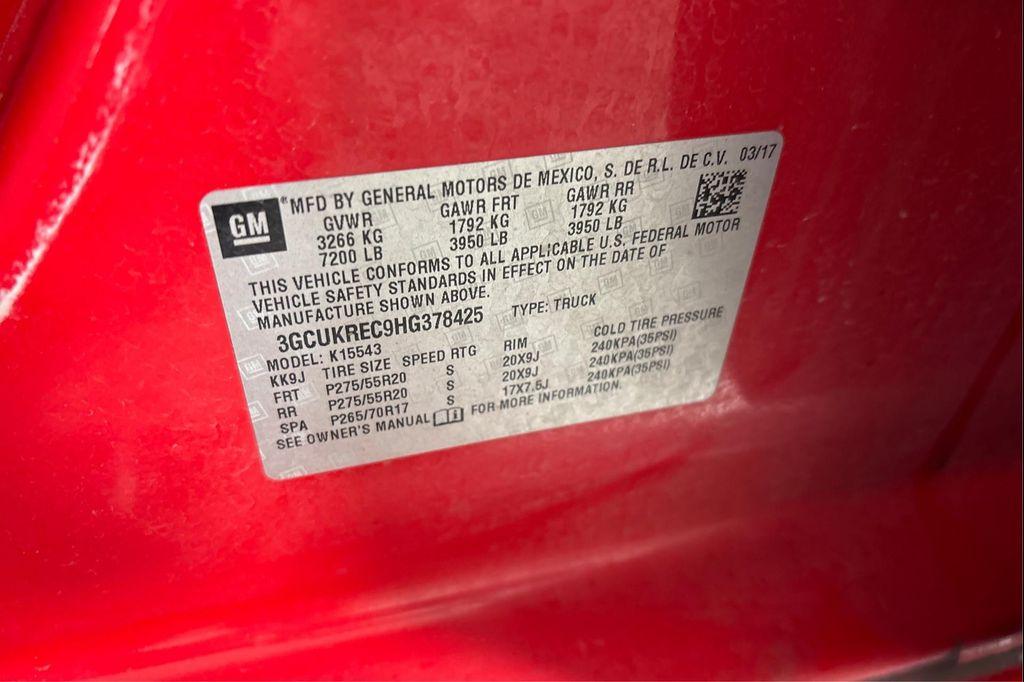 GM
® MFD BY GENERAL MOTORS DE MEXICO, S. DE R.L. DE C.V. 03/17
GVWR GAWR FRT GAWR RR
3266 KG 1792 KG 1792 KG
7200 LB 3950 LB 3950 LB
THIS VEHICLE CONFORMS TO ALL APPLICABLE U.S. FEDERAL MOTOR
VEHICLE SAFETY STANDARDS IN EFFECT ON THE DATE OF
MANUFACTURE SHOWN ABOVE.
3GCUKREC9HG378425 TYPE: TRUCK
MODEL: K15543
KK9J TIRE SIZE SPEED RTG RIM COLD TIRE PRESSURE
FRT P275/55R20 S 20X9J 240KPA(35PSI)
RR P275/55R20 S 20X9J 240KPA(35PSI)
SPA P265/70R17 S 17X7.5J 240KPA(35PSI)
SEE OWNER'S MANUAL FOR MORE INFORMATION.